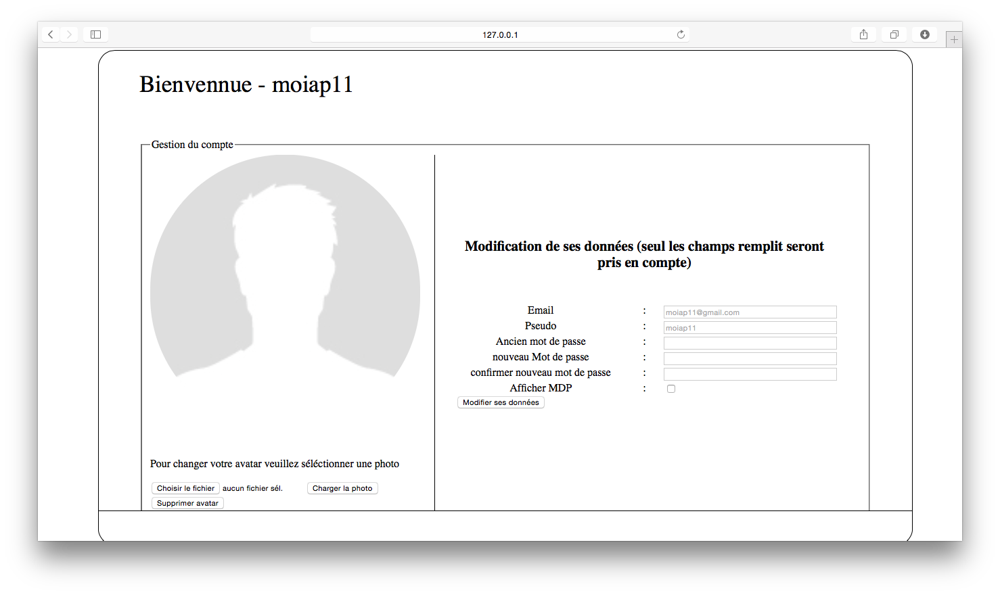 127.0.0.1
Bienvennue - moiap11
Gestion du compte
Modification de ses données (seul les champs remplit seront
pris en compte)
Email : moiap11@gmail.com
Pseudo : moiap11
Ancien mot de passe :
nouveau Mot de passe :
confirmer nouveau mot de passe :
Afficher MDP :
Modifier ses données
Pour changer votre avatar veuillez séléctionner une photo
Choisir le fichier aucun fichier sél. Charger la photo
Supprimer avatar